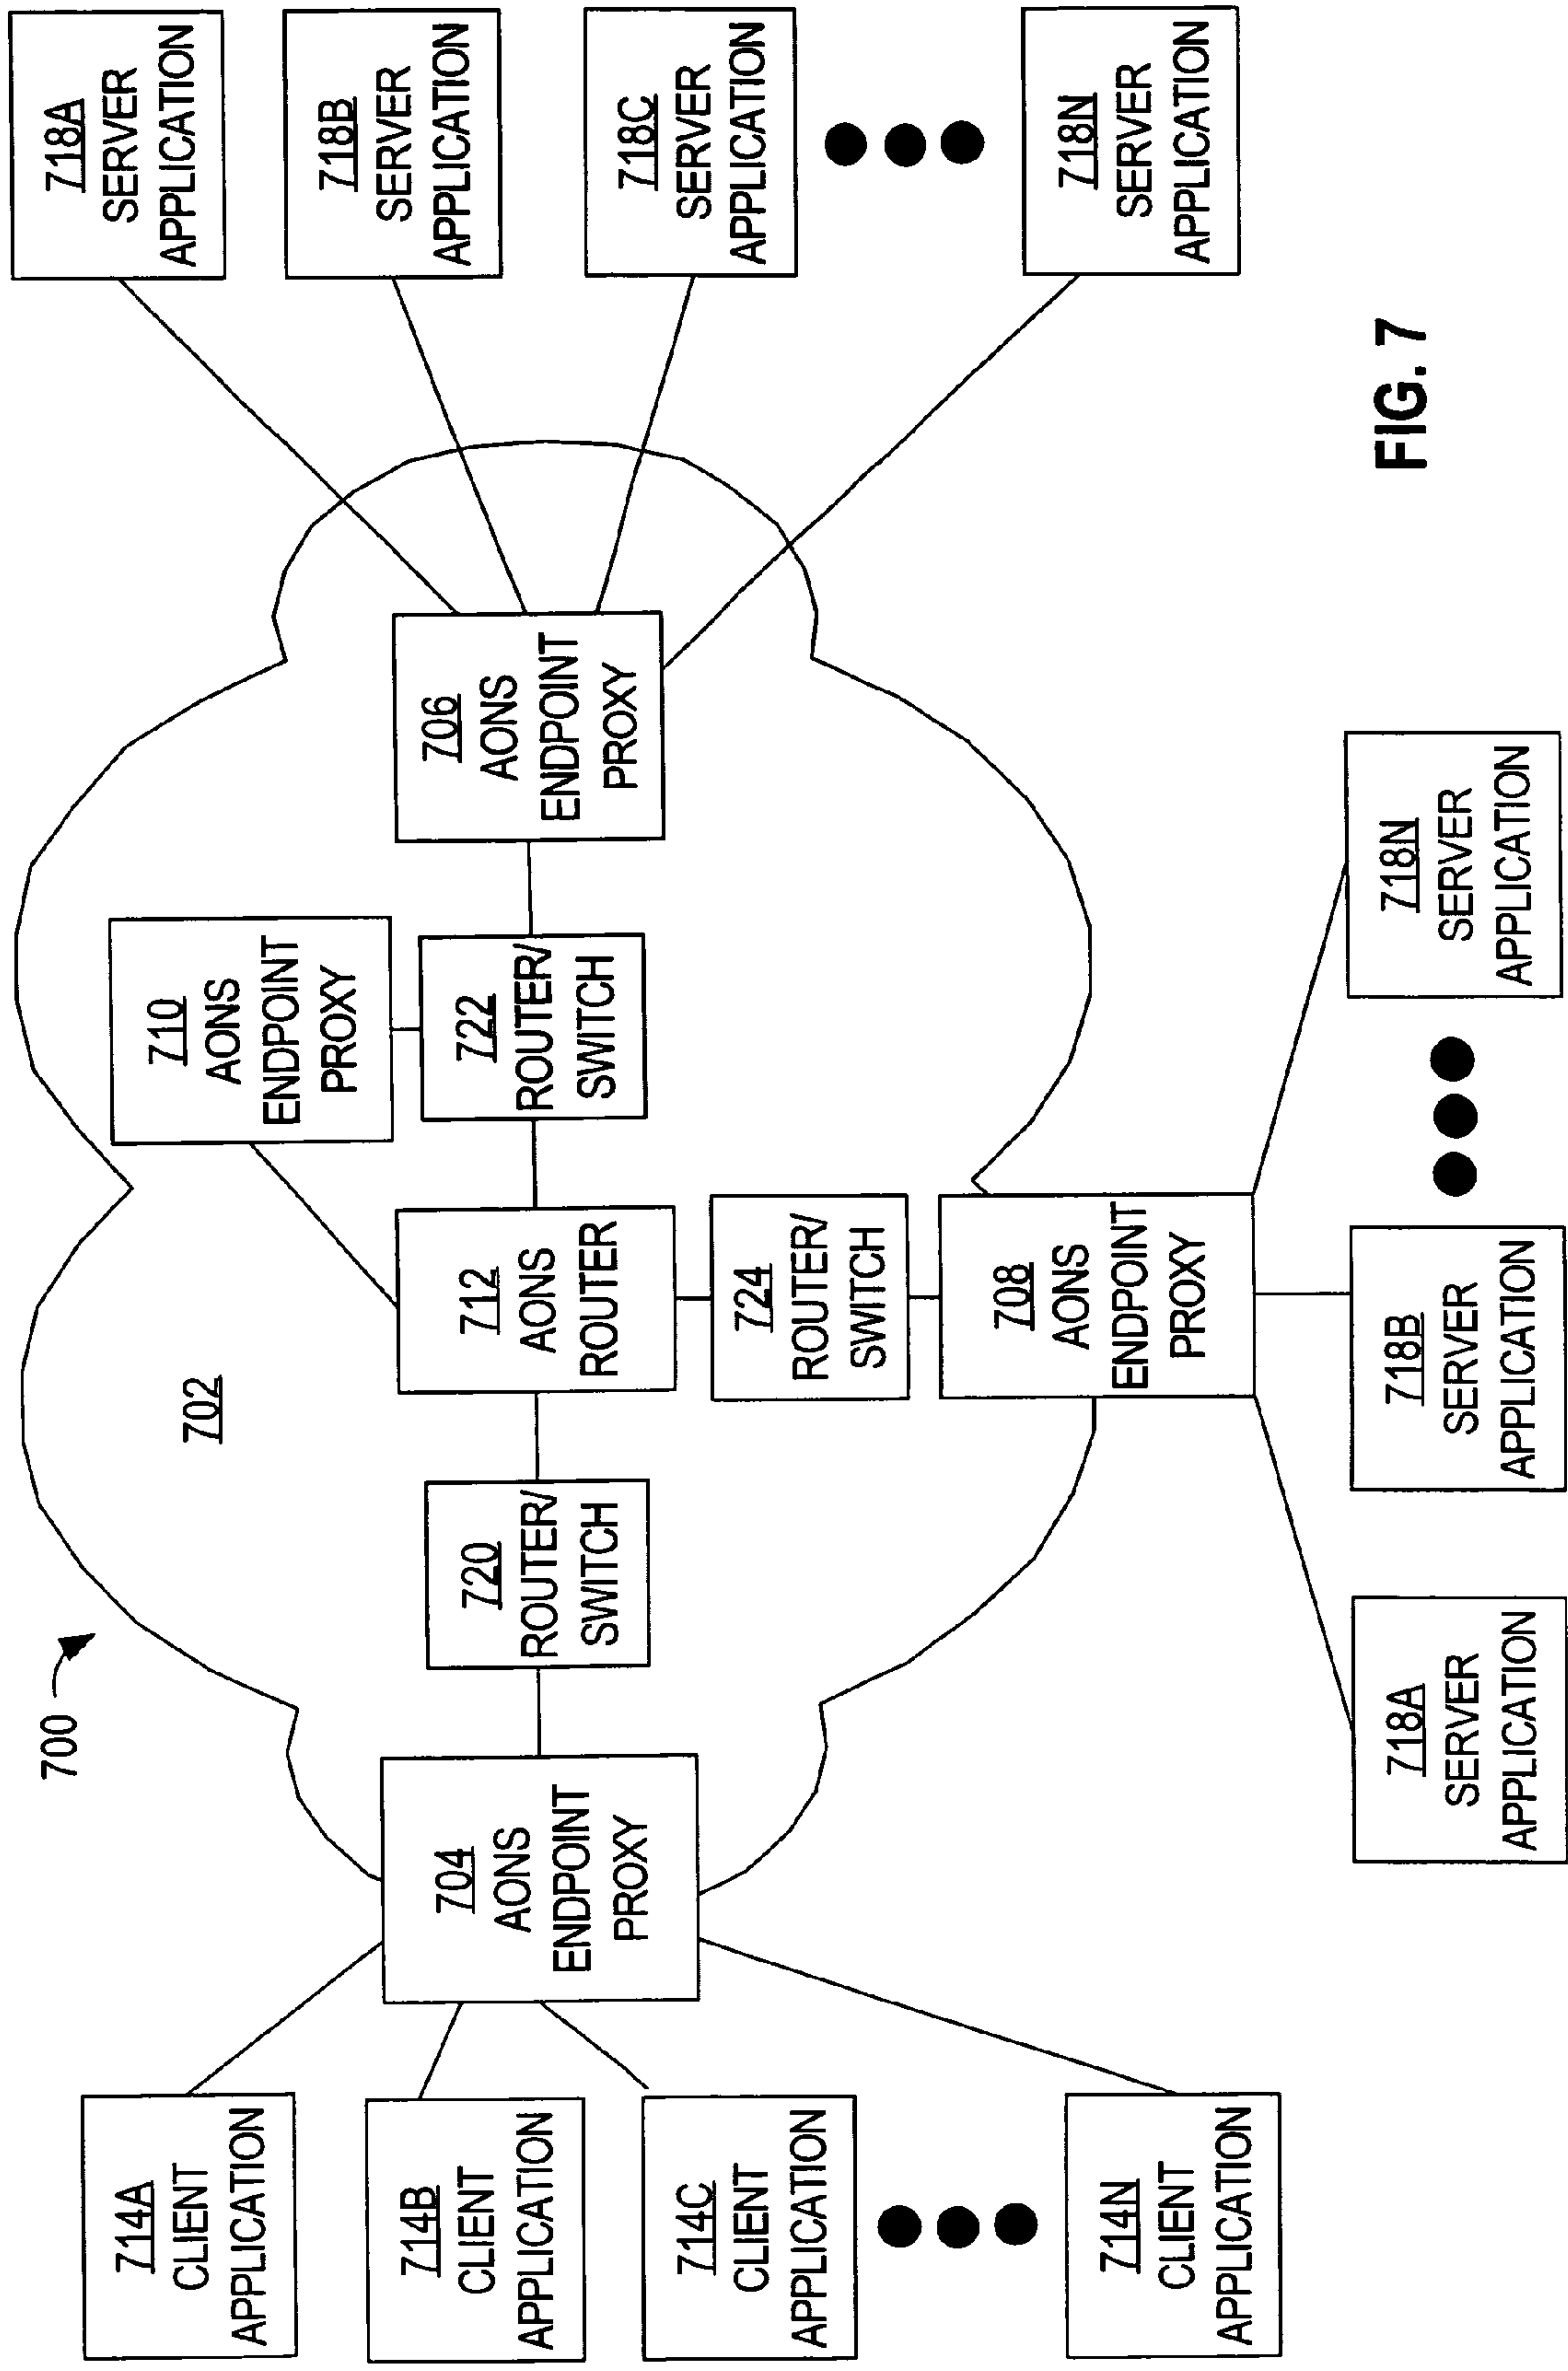 700
702
714A
CLIENT
APPLICATION
714B
CLIENT
APPLICATION
714C
CLIENT
APPLICATION
714N
CLIENT
APPLICATION
704
AONS
ENDPOINT
PROXY
720
ROUTER/
SWITCH
712
AONS
ROUTER
710
AONS
ENDPOINT
PROXY
722
ROUTER/
SWITCH
706
AONS
ENDPOINT
PROXY
724
ROUTER/
SWITCH
708
AONS
ENDPOINT
PROXY
718A
SERVER
APPLICATION
718B
SERVER
APPLICATION
718C
SERVER
APPLICATION
718N
SERVER
APPLICATION
718A
SERVER
APPLICATION
718B
SERVER
APPLICATION
718N
SERVER
APPLICATION
FIG. 7